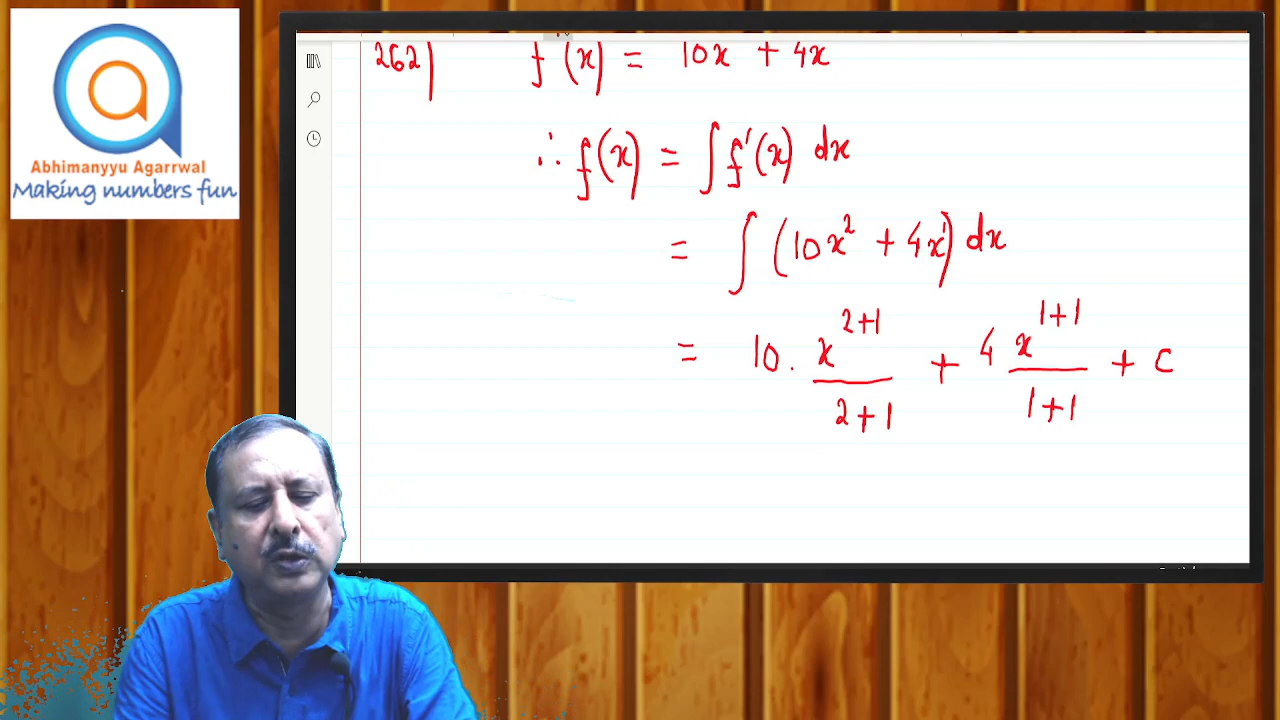 Abhimanyyu Agarrwal
Making numbers fun
262) f'(x) = 10x + 4x
∴ f(x) = ∫ f'(x) dx
= ∫ (10x² + 4x¹) dx
= 10. x^(2+1)/(2+1) + 4 x^(1+1)/(1+1) + c